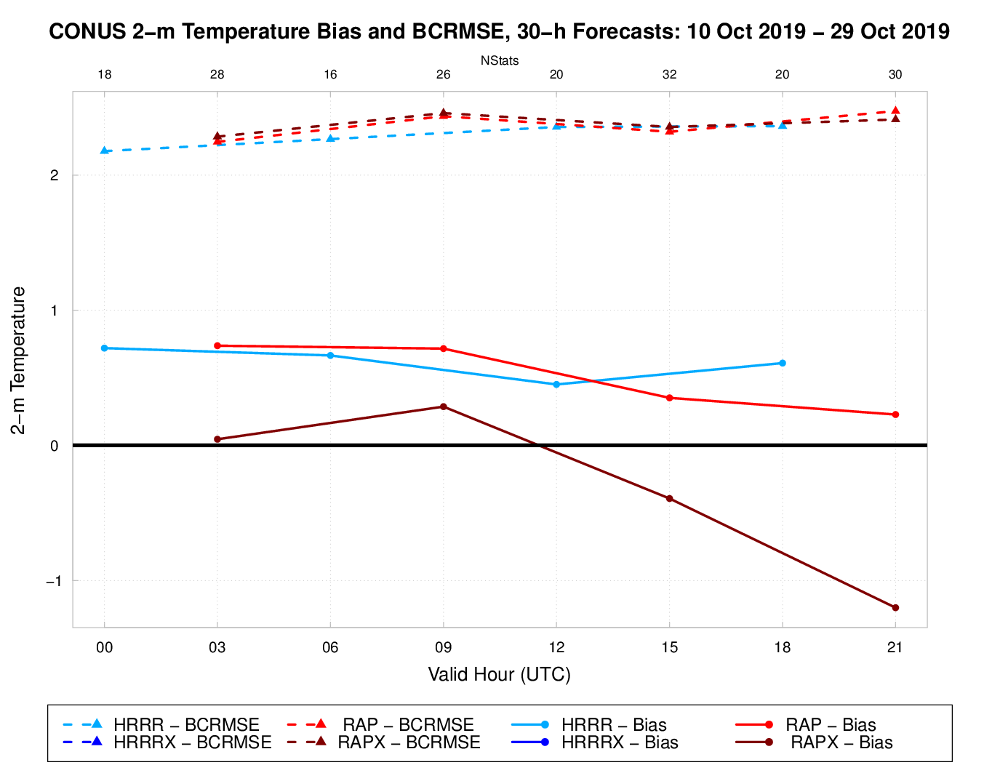 CONUS 2−m Temperature Bias and BCRMSE, 30−h Forecasts: 10 Oct 2019 − 29 Oct 2019
NStats
18 28 16 26 20 32 20 30
2
1
0
−1
2−m Temperature
00 03 06 09 12 15 18 21
Valid Hour (UTC)
HRRR − BCRMSE RAP − BCRMSE HRRR − Bias RAP − Bias
HRRRX − BCRMSE RAPX − BCRMSE HRRRX − Bias RAPX − Bias